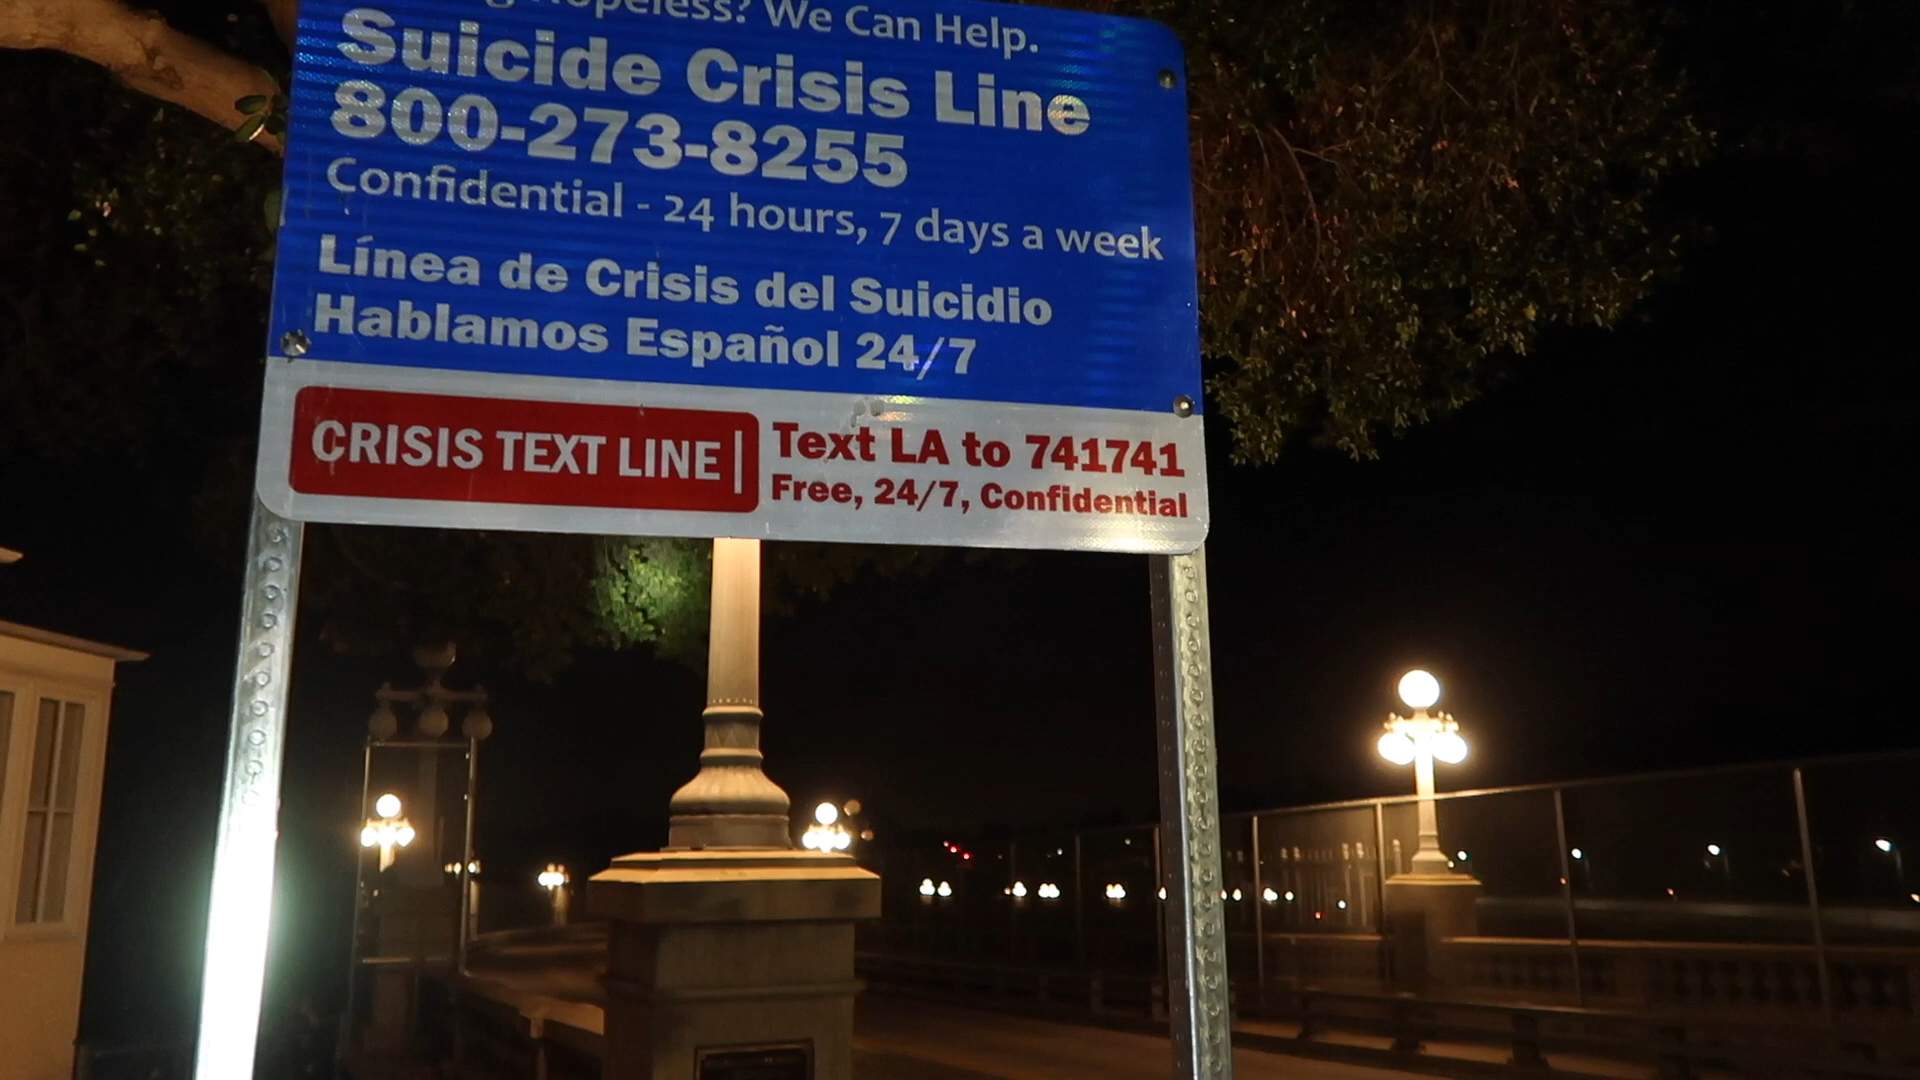 Hopeless? We Can Help.
Suicide Crisis Line
800-273-8255
Confidential - 24 hours, 7 days a week
Línea de Crisis del Suicidio
Hablamos Español 24/7
CRISIS TEXT LINE|
Text LA to 741741
Free, 24/7, Confidential